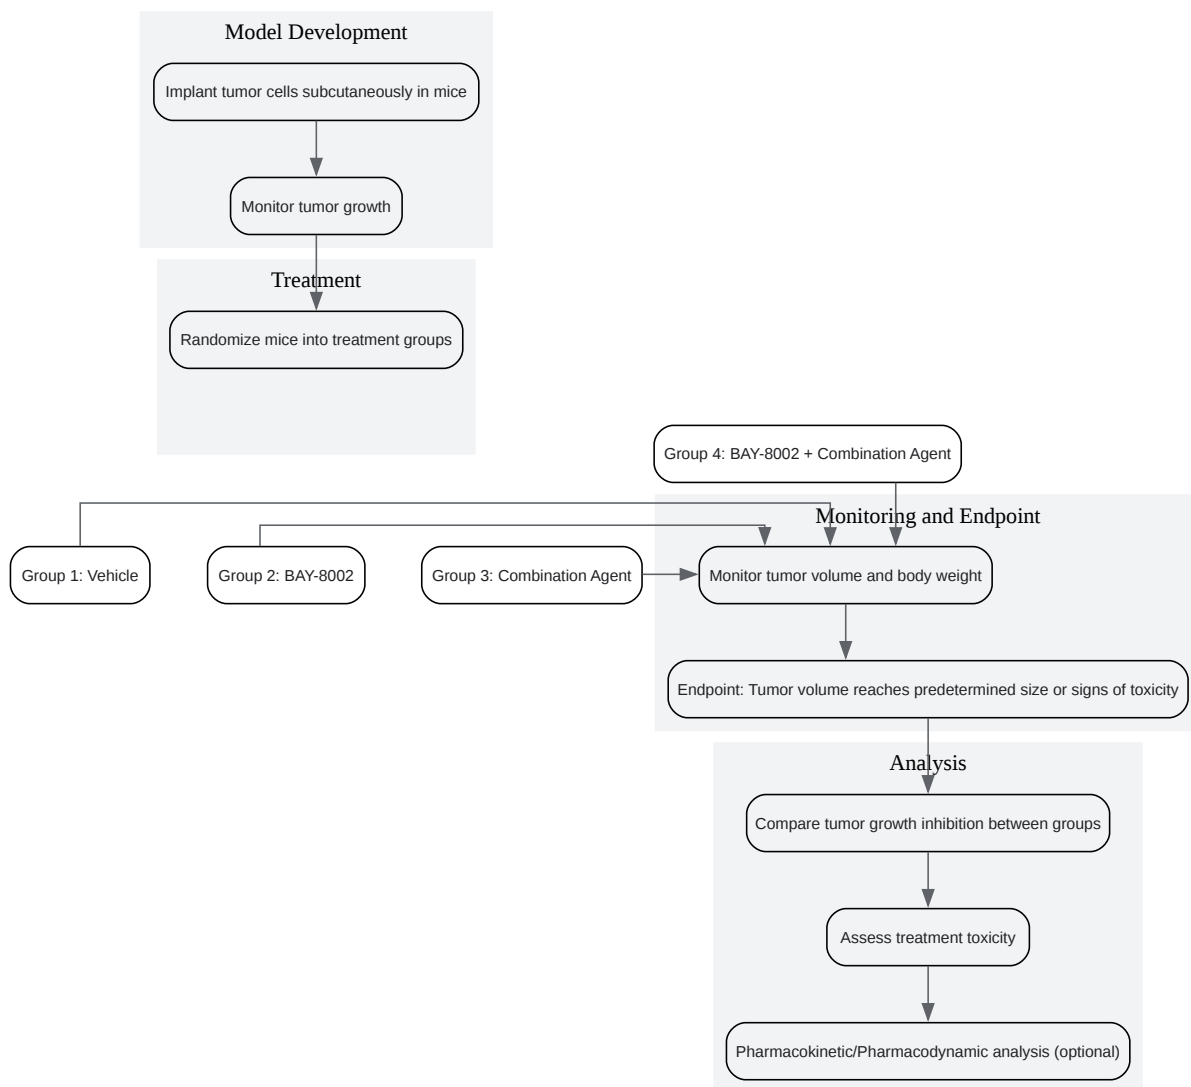 Model Development
Implant tumor cells subcutaneously in mice
Monitor tumor growth
Treatment
Randomize mice into treatment groups
Group 4: BAY-8002 + Combination Agent
Monitoring and Endpoint
Group 1: Vehicle
Group 2: BAY-8002
Group 3: Combination Agent
Monitor tumor volume and body weight
Endpoint: Tumor volume reaches predetermined size or signs of toxicity
Analysis
Compare tumor growth inhibition between groups
Assess treatment toxicity
Pharmacokinetic/Pharmacodynamic analysis (optional)